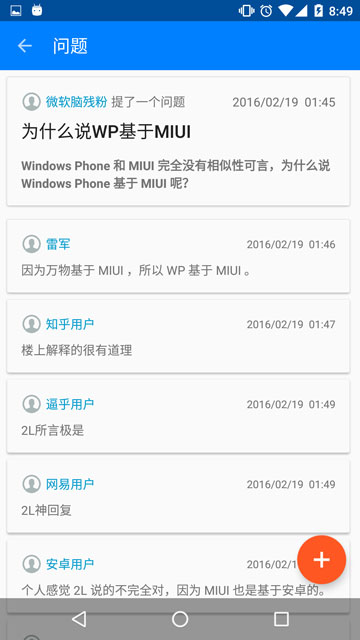 8:49
问题
微软脑残粉 提了一个问题 2016/02/19 01:45
为什么说WP基于MIUI
Windows Phone 和 MIUI 完全没有相似性可言，为什么说
Windows Phone 基于 MIUI 呢？
雷军 2016/02/19 01:46
因为万物基于 MIUI ，所以 WP 基于 MIUI 。
知乎用户 2016/02/19 01:47
楼上解释的很有道理
逼乎用户 2016/02/19 01:49
2L所言极是
网易用户 2016/02/19 01:49
2L神回复
安卓用户 2016/02/19
个人感觉 2L 说的不完全对，因为 MIUI 也是基于安卓的。